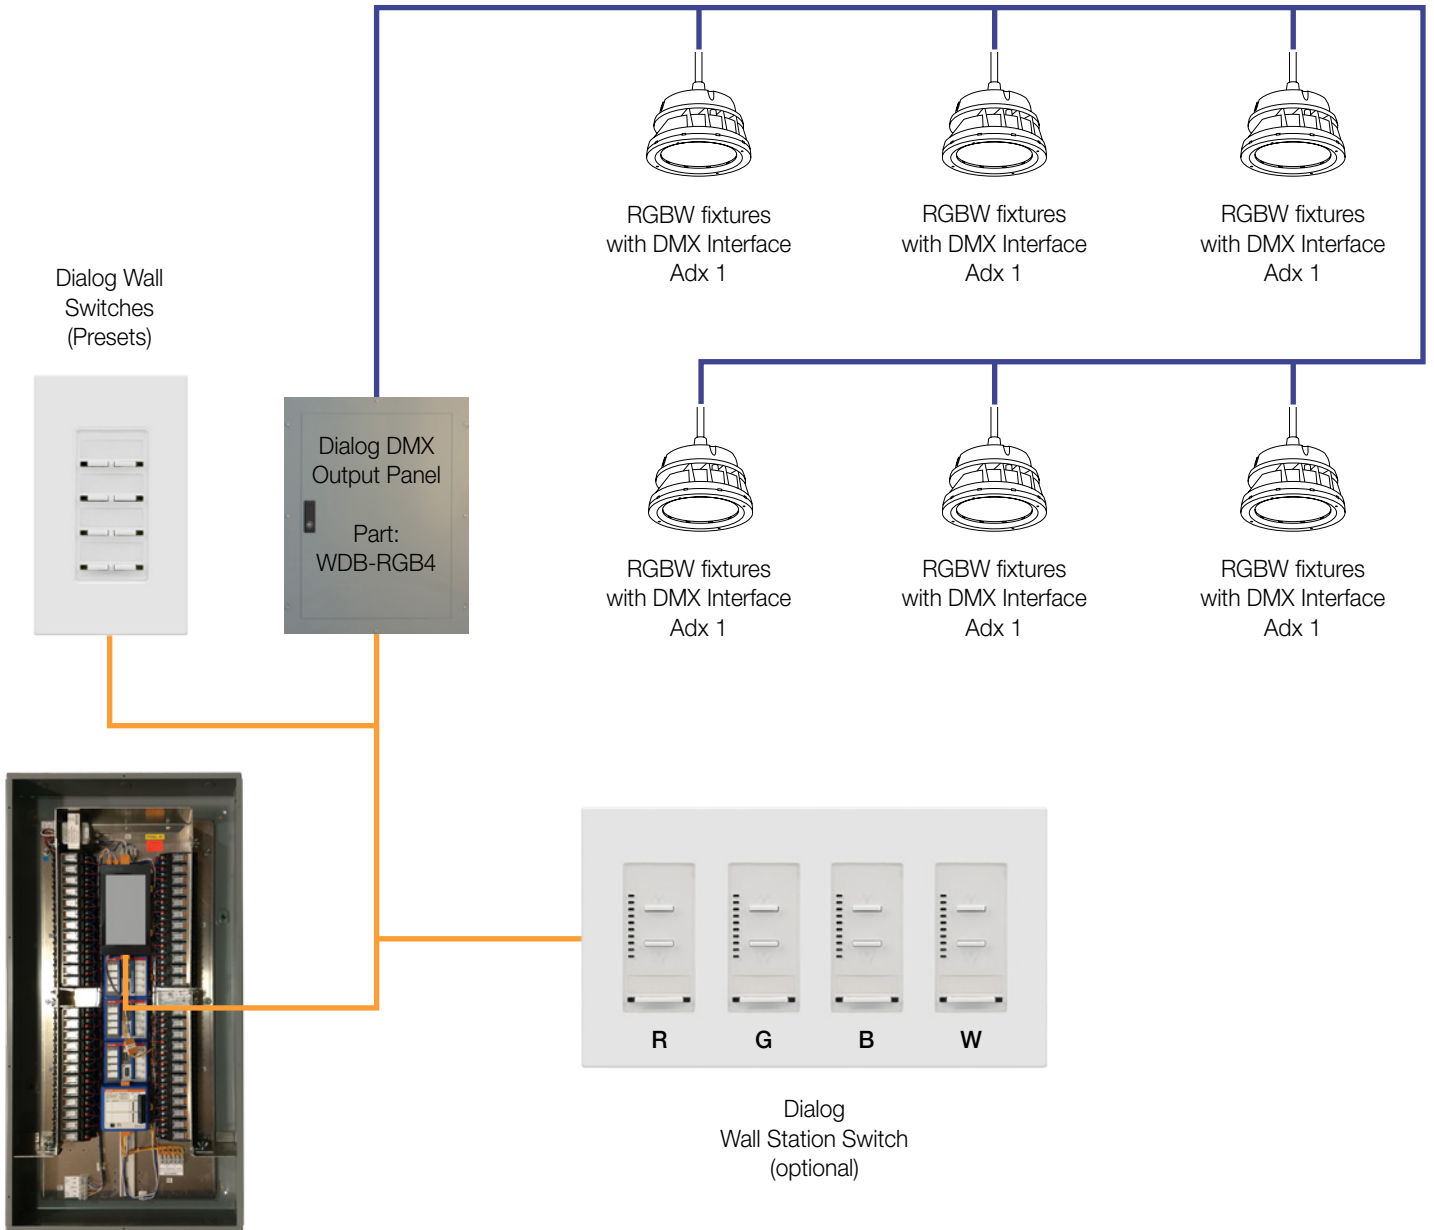 RGBW fixtures
with DMX Interface
Adx 1
RGBW fixtures
with DMX Interface
Adx 1
RGBW fixtures
with DMX Interface
Adx 1
Dialog Wall
Switches
(Presets)
Dialog DMX
Output Panel
Part:
WDB-RGB4
RGBW fixtures
with DMX Interface
Adx 1
RGBW fixtures
with DMX Interface
Adx 1
RGBW fixtures
with DMX Interface
Adx 1
R G B W
Dialog
Wall Station Switch
(optional)